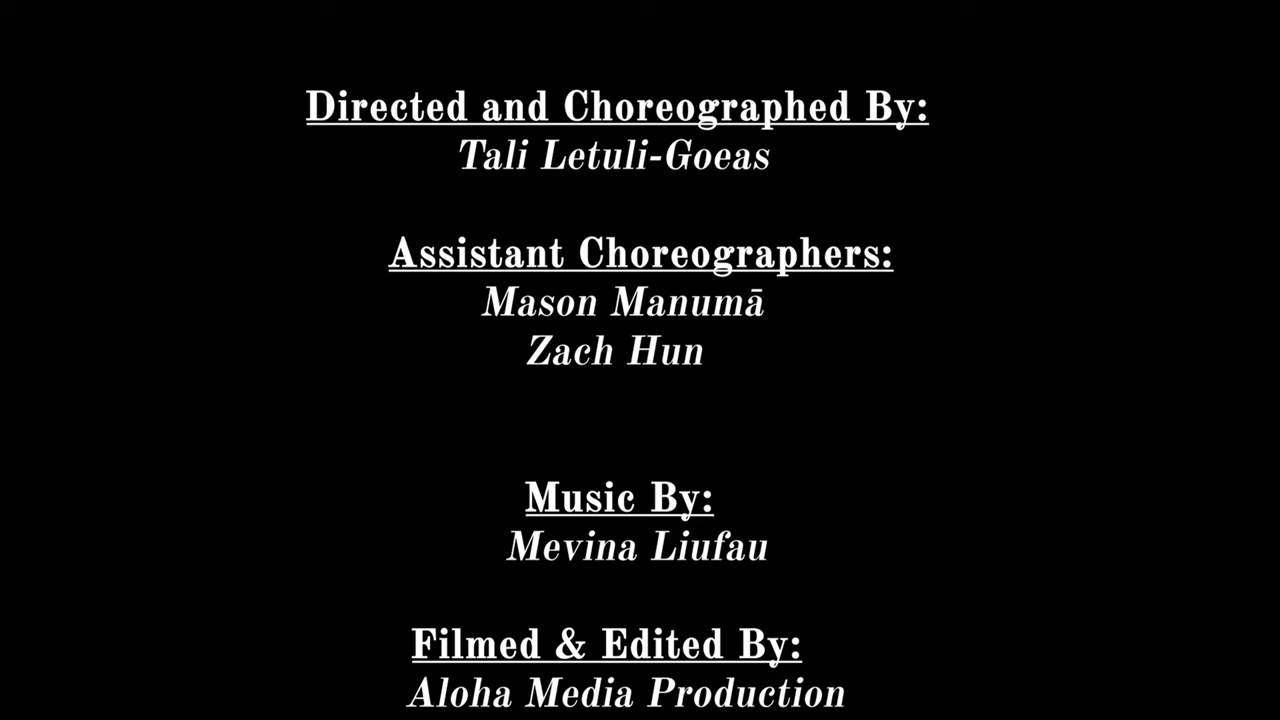 Directed and Choreographed By:
Tali Letuli-Goeas
Assistant Choreographers:
Mason Manumā
Zach Hun
Music By:
Mevina Liufau
Filmed & Edited By:
Aloha Media Production